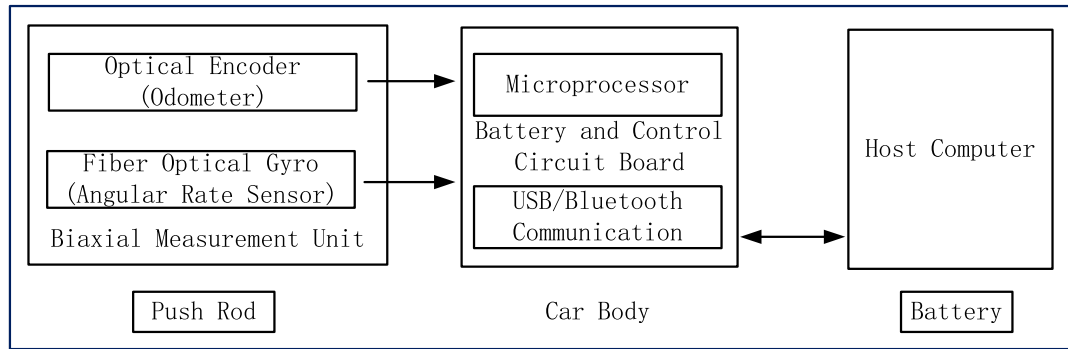 Optical Encoder
(Odometer)
Fiber Optical Gyro
(Angular Rate Sensor)
Biaxial Measurement Unit
Microprocessor
Battery and Control
Circuit Board
USB/Bluetooth
Communication
Host Computer
Push Rod
Car Body
Battery